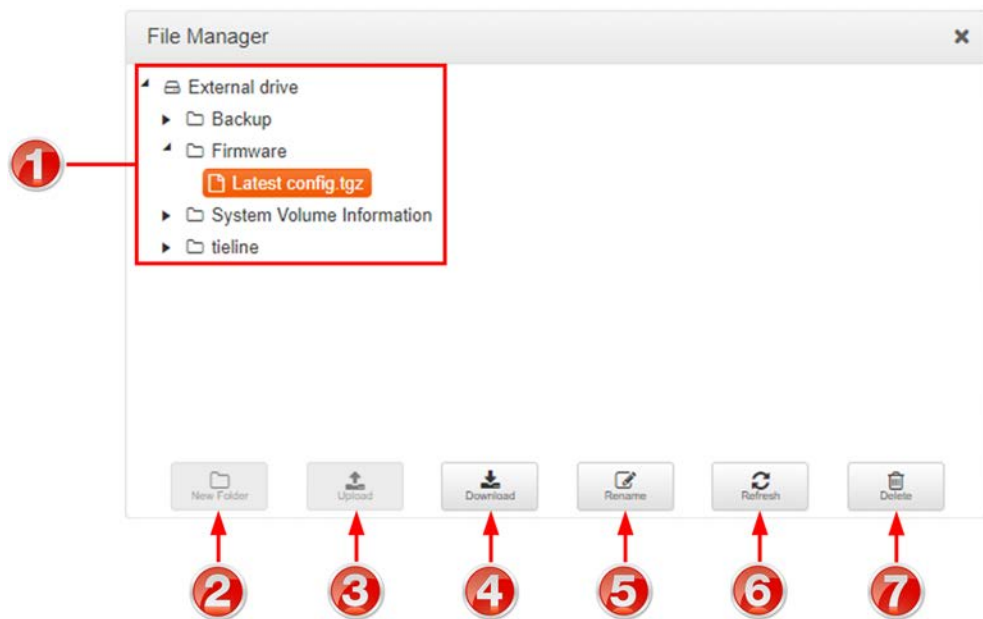 File Manager
External drive
Backup
Firmware
Latest config.tgz
System Volume Information
tieline
1
New Folder
Upload
Download
Rename
Refresh
Delete
2
3
4
5
6
7